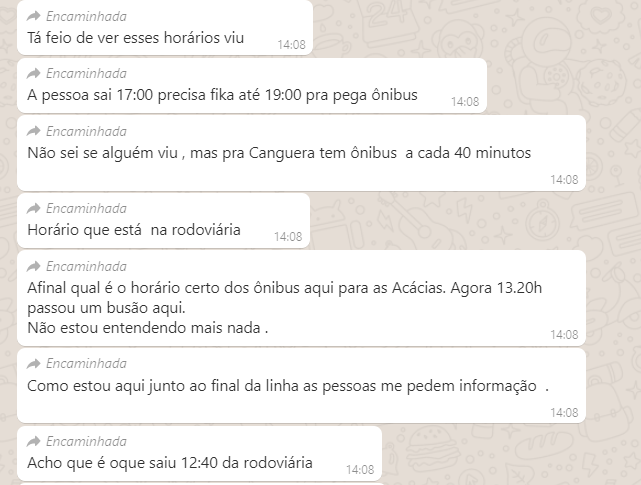 Encaminhada
Tá feio de ver esses horários viu
14:08
Encaminhada
A pessoa sai 17:00 precisa fika até 19:00 pra pega ônibus
14:08
Encaminhada
Não sei se alguém viu , mas pra Canguera tem ônibus  a cada 40 minutos
14:08
Encaminhada
Horário que está  na rodoviária
14:08
Encaminhada
Afinal qual é o horário certo dos ônibus aqui para as Acácias. Agora 13.20h
passou um busão aqui.
Não estou entendendo mais nada .
14:08
Encaminhada
Como estou aqui junto ao final da linha as pessoas me pedem informação  .
14:08
Encaminhada
Acho que é oque saiu 12:40 da rodoviária
14:08